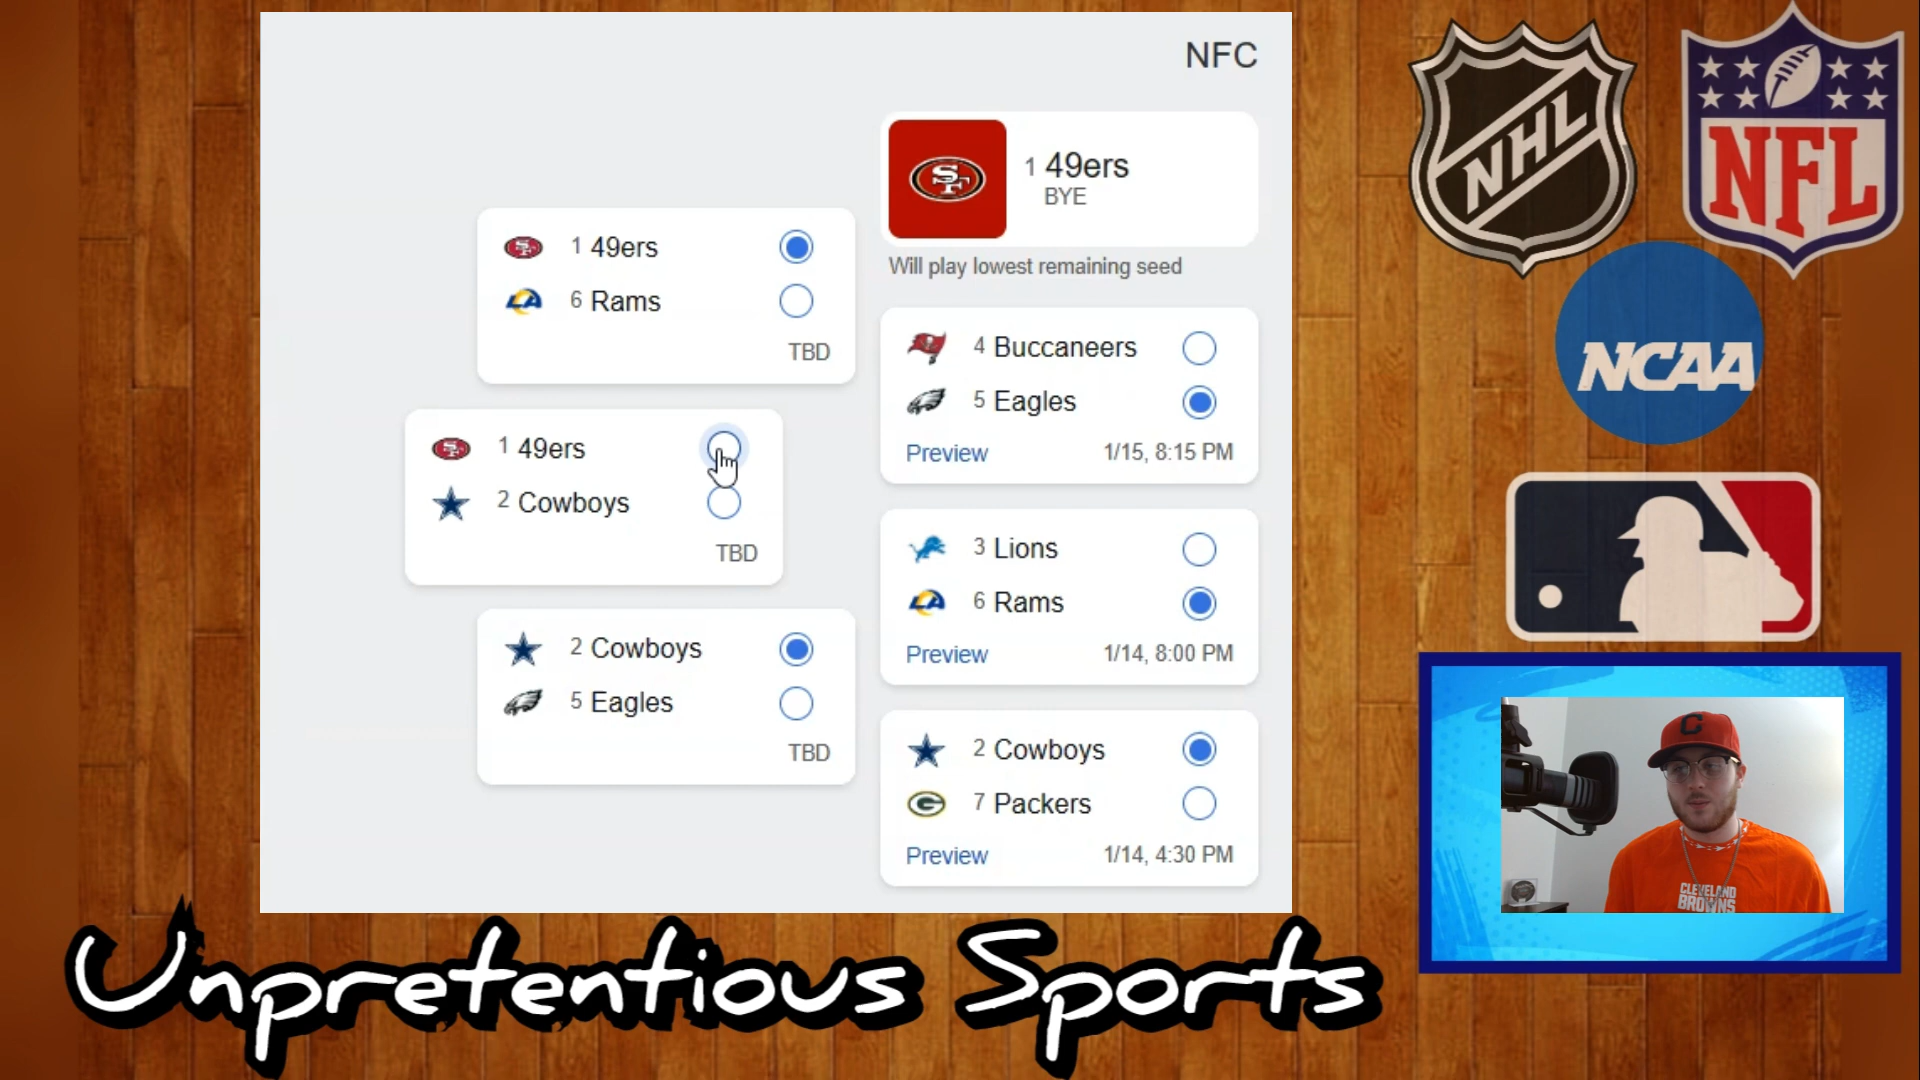 NFC
1 49ers
BYE
Will play lowest remaining seed
1 49ers
6 Rams
TBD
4 Buccaneers
5 Eagles
Preview 1/15, 8:15 PM
1 49ers
2 Cowboys
TBD
3 Lions
6 Rams
Preview 1/14, 8:00 PM
2 Cowboys
5 Eagles
TBD
2 Cowboys
7 Packers
Preview 1/14, 4:30 PM
NHL
NFL
NCAA
SF
LA
G
C
CLEVELAND
BROWNS
Unpretentious Sports